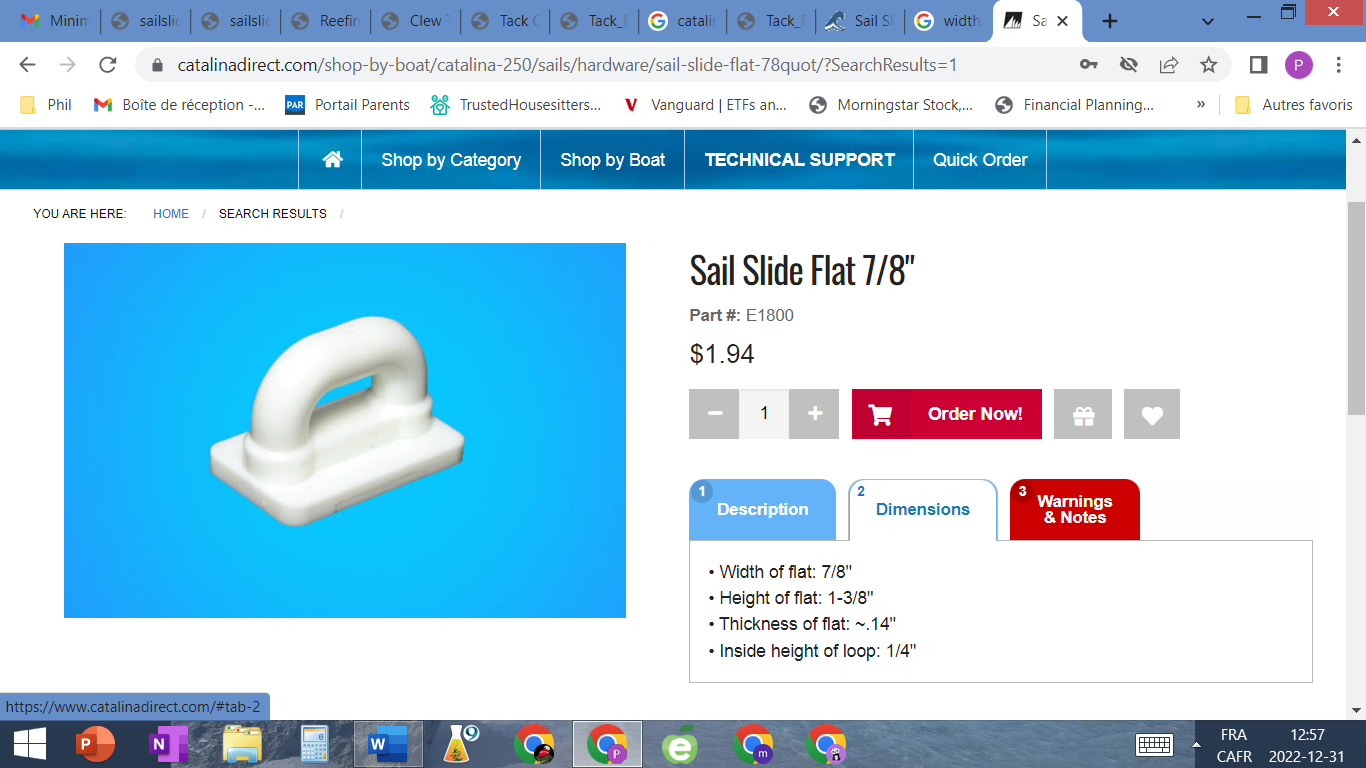 Minim
sailslic
sailslic
Reefin
Clew T
Tack C
Tack_F
catalin
Tack_F
Sail Sl
width
Sa
catalinadirect.com/shop-by-boat/catalina-250/sails/hardware/sail-slide-flat-78quot/?SearchResults=1
P
Phil
Boîte de réception -...
PAR
Portail Parents
TrustedHousesitters...
V
Vanguard | ETFs an...
Morningstar Stock,...
Financial Planning...
»
Autres favoris
Shop by Category
Shop by Boat
TECHNICAL SUPPORT
Quick Order
YOU ARE HERE: HOME / SEARCH RESULTS /
Sail Slide Flat 7/8"
Part #: E1800
$1.94
1
Order Now!
1
Description
2
Dimensions
3
Warnings
& Notes
• Width of flat: 7/8"
• Height of flat: 1-3/8"
• Thickness of flat: ~.14"
• Inside height of loop: 1/4"
https://www.catalinadirect.com/#tab-2
P
N
W
9
P
e
m
FRA
CAFR
12:57
2022-12-31